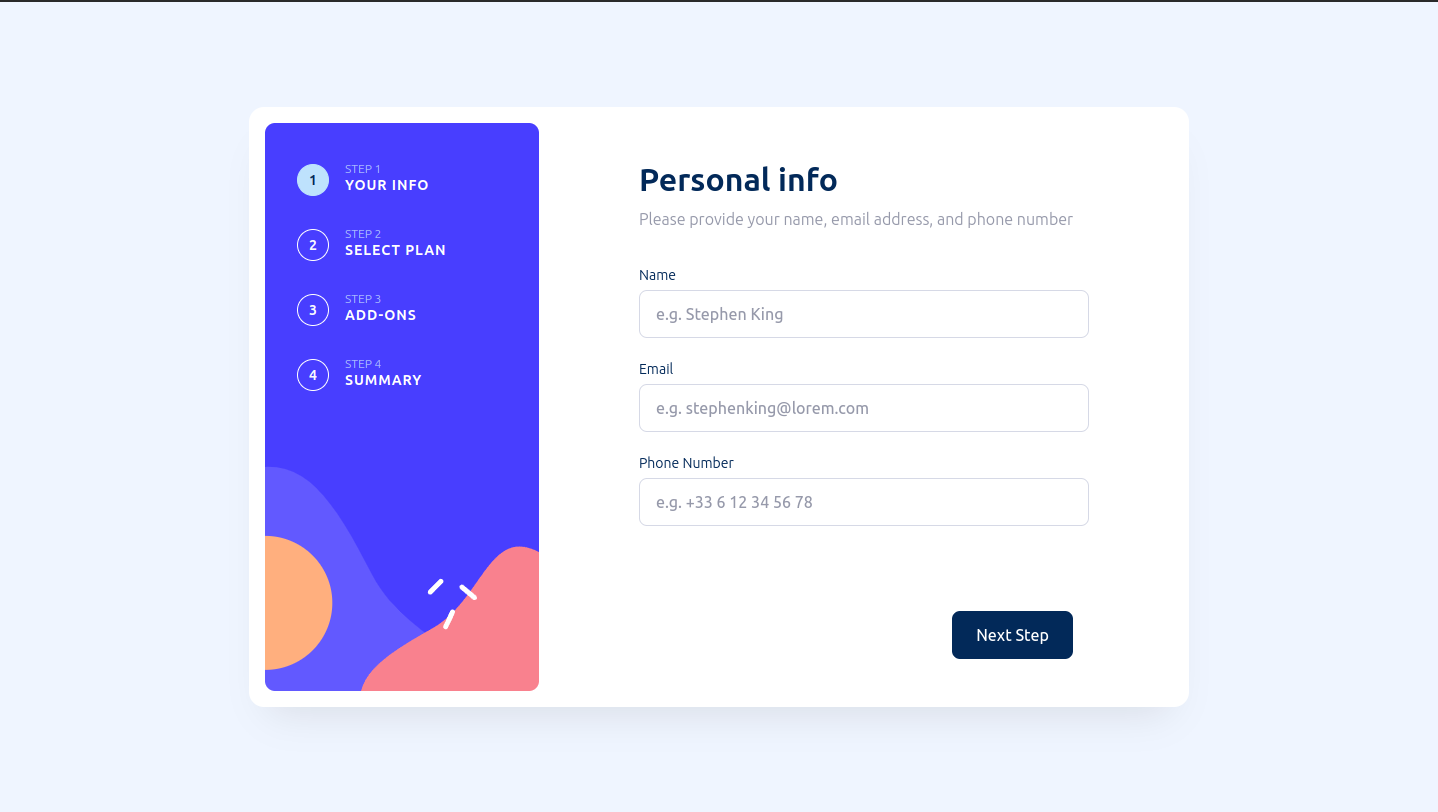 1
STEP 1
YOUR INFO
2
STEP 2
SELECT PLAN
3
STEP 3
ADD-ONS
4
STEP 4
SUMMARY
Personal info
Please provide your name, email address, and phone number
Name
e.g. Stephen King
Email
e.g. stephenking@lorem.com
Phone Number
e.g. +33 6 12 34 56 78
Next Step